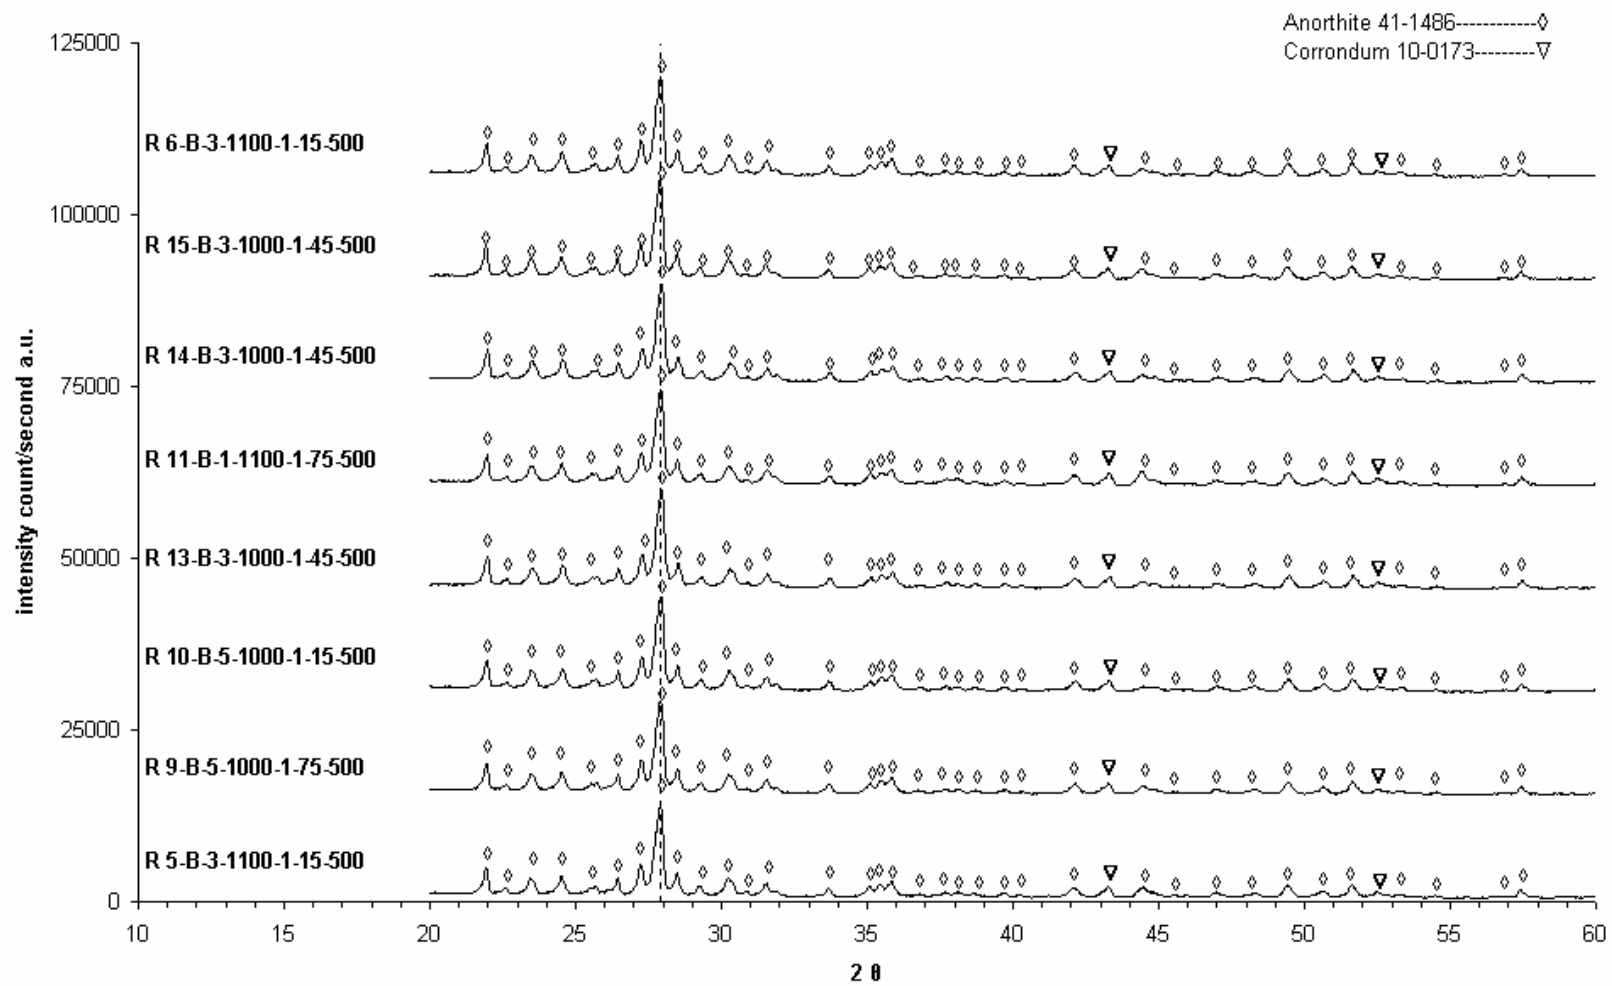 Anorthite 41-1486-----------◊
Corrondum 10-0173---------▽
125000
R 6-B-3-1100-1-15-500
100000
R 15-B-3-1000-1-45-500
R 14-B-3-1000-1-45-500
75000
R 11-B-1-1100-1-75-500
intensity count/second a.u.
50000
R 13-B-3-1000-1-45-500
R 10-B-5-1000-1-15-500
25000
R 9-B-5-1000-1-75-500
R 5-B-3-1100-1-15-500
0
10 15 20 25 30 35 40 45 50 55 60
2 θ